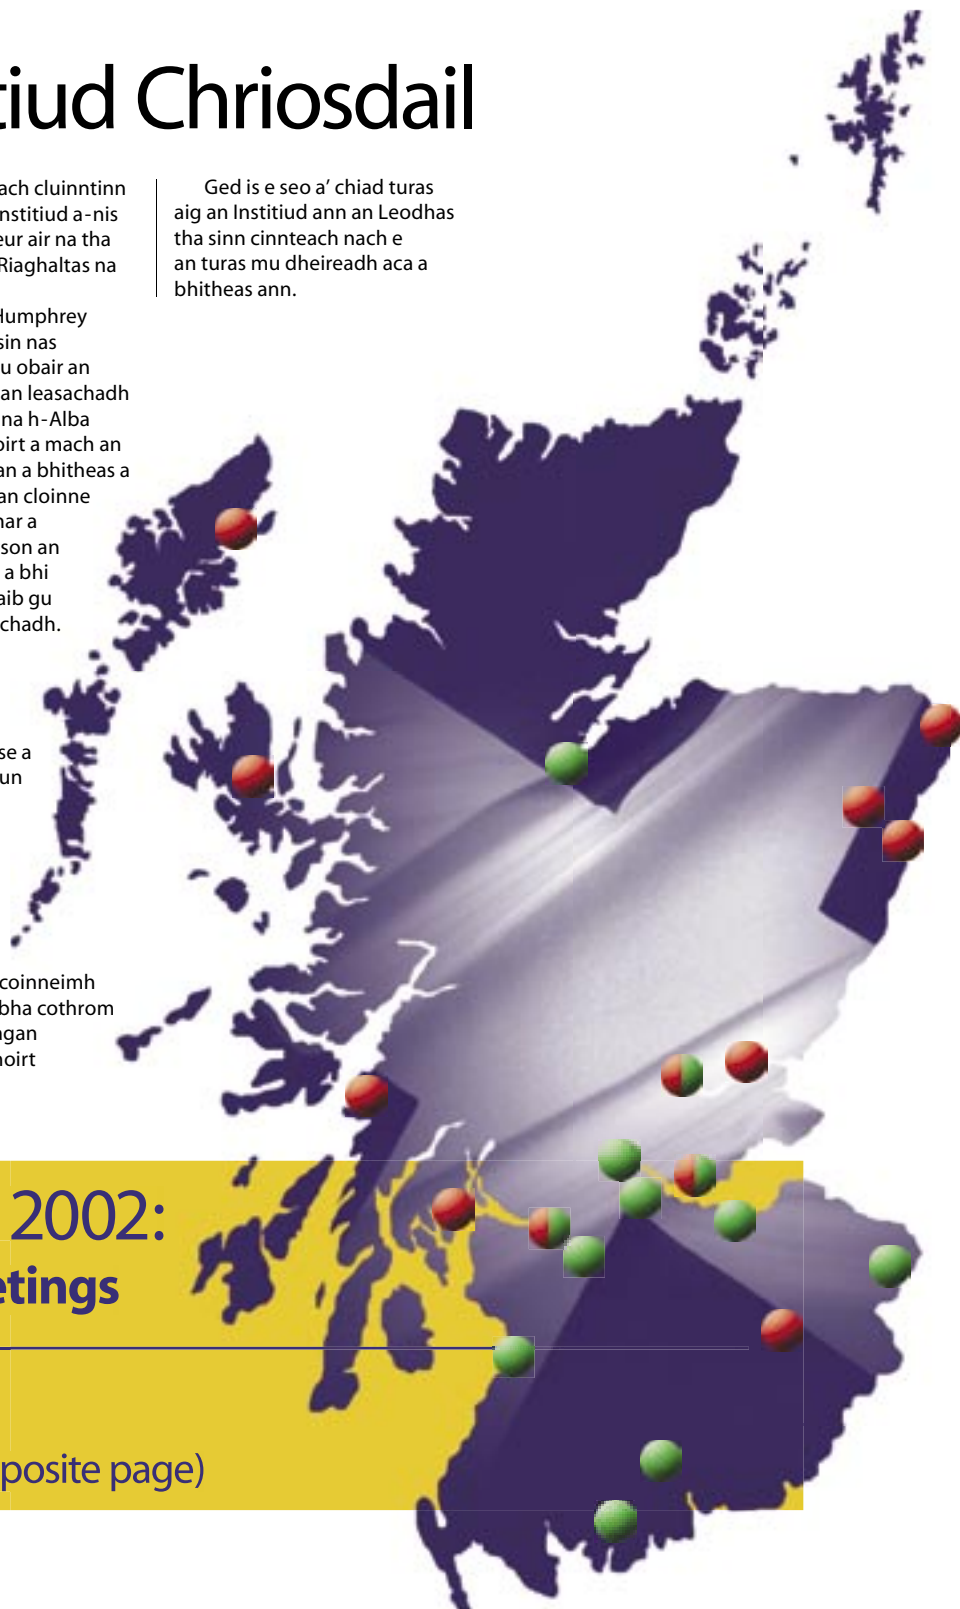 tiud Chriosdail
ach cluinntinn
nstitiud a-nis
eur air na tha
Riaghaltas na
Humphrey
sin nas
u obair an
an leasachadh
na h-Alba
oirt a mach an
an a bhitheas a
an cloinne
nar a
son an
a bhi
aib gu
chadh.
se a
un
coinneimh
bha cothrom
agan
hoirt
Ged is e seo a' chiad turas
aig an Institiud ann an Leodhas
tha sinn cinnteach nach e
an turas mu dheireadh aca a
bhitheas ann.
2002:
etings
posite page)